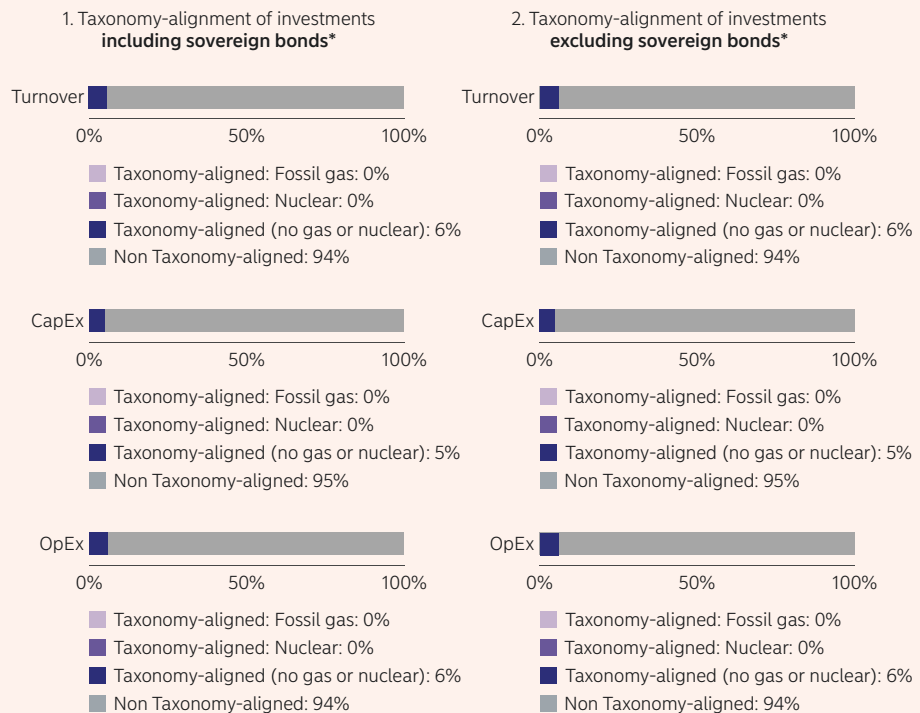 1. Taxonomy-alignment of investments
including sovereign bonds*
Turnover
0% 50% 100%
Taxonomy-aligned: Fossil gas: 0%
Taxonomy-aligned: Nuclear: 0%
Taxonomy-aligned (no gas or nuclear): 6%
Non Taxonomy-aligned: 94%
CapEx
0% 50% 100%
Taxonomy-aligned: Fossil gas: 0%
Taxonomy-aligned: Nuclear: 0%
Taxonomy-aligned (no gas or nuclear): 5%
Non Taxonomy-aligned: 95%
OpEx
0% 50% 100%
Taxonomy-aligned: Fossil gas: 0%
Taxonomy-aligned: Nuclear: 0%
Taxonomy-aligned (no gas or nuclear): 6%
Non Taxonomy-aligned: 94%
2. Taxonomy-alignment of investments
excluding sovereign bonds*
Turnover
0% 50% 100%
Taxonomy-aligned: Fossil gas: 0%
Taxonomy-aligned: Nuclear: 0%
Taxonomy-aligned (no gas or nuclear): 6%
Non Taxonomy-aligned: 94%
CapEx
0% 50% 100%
Taxonomy-aligned: Fossil gas: 0%
Taxonomy-aligned: Nuclear: 0%
Taxonomy-aligned (no gas or nuclear): 5%
Non Taxonomy-aligned: 95%
OpEx
0% 50% 100%
Taxonomy-aligned: Fossil gas: 0%
Taxonomy-aligned: Nuclear: 0%
Taxonomy-aligned (no gas or nuclear): 6%
Non Taxonomy-aligned: 94%